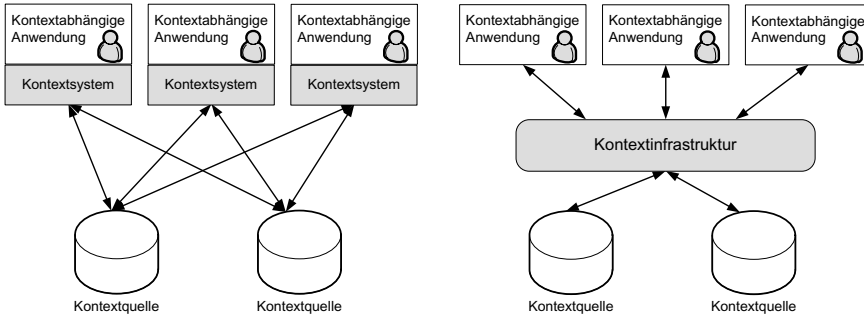 Kontextabhängige
Anwendung
Kontextsystem
Kontextabhängige
Anwendung
Kontextsystem
Kontextabhängige
Anwendung
Kontextsystem
Kontextquelle
Kontextquelle
Kontextabhängige
Anwendung
Kontextabhängige
Anwendung
Kontextabhängige
Anwendung
Kontextinfrastruktur
Kontextquelle
Kontextquelle